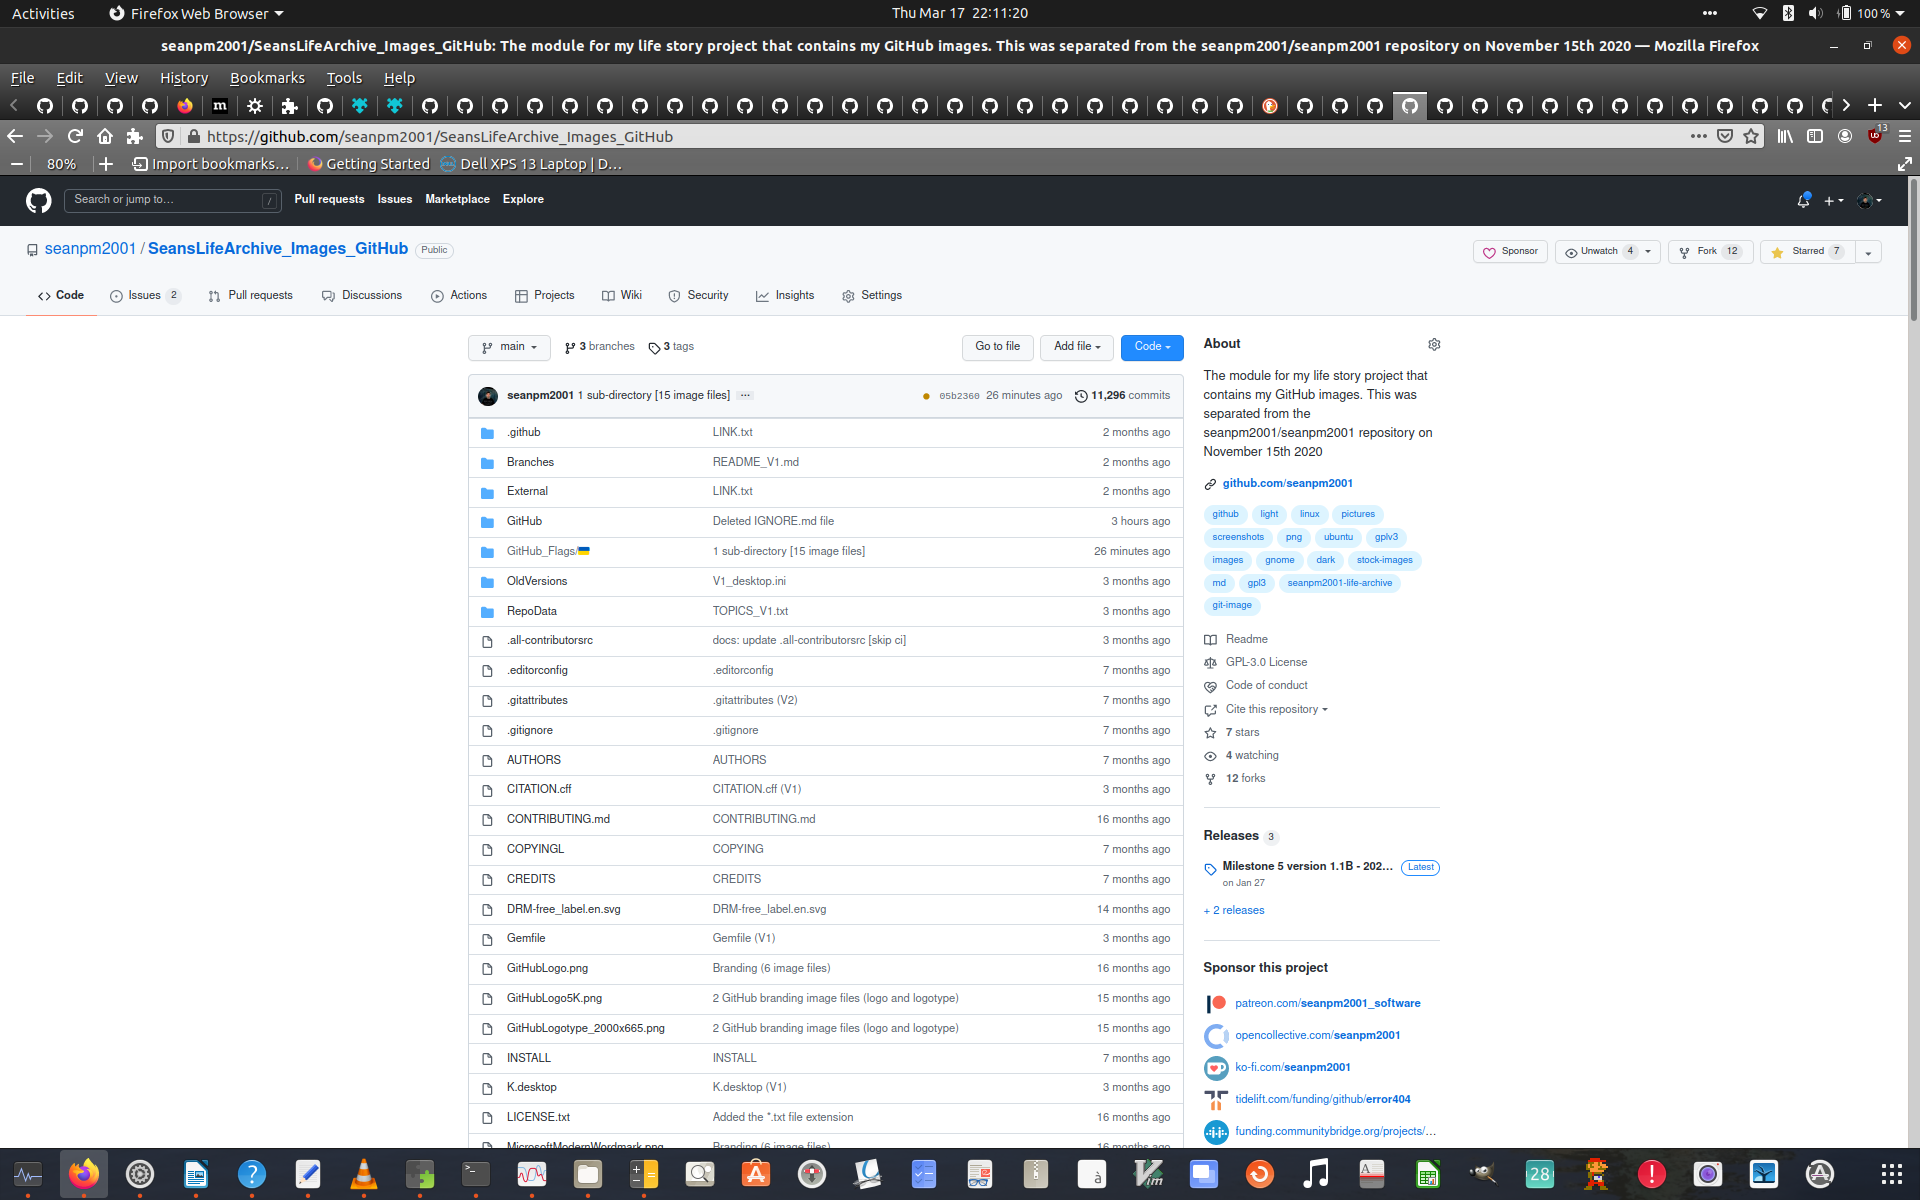 Activities Firefox Web Browser Thu Mar 17 22:11:20 100 %
seanpm2001/SeansLifeArchive_Images_GitHub: The module for my life story project that contains my GitHub images. This was separated from the seanpm2001/seanpm2001 repository on November 15th 2020 — Mozilla Firefox
File Edit View History Bookmarks Tools Help
https://github.com/seanpm2001/SeansLifeArchive_Images_GitHub 13
80% Import bookmarks… Getting Started Dell XPS 13 Laptop | D…
Search or jump to… / Pull requests Issues Marketplace Explore
seanpm2001 / SeansLifeArchive_Images_GitHub Public Sponsor Unwatch 4 Fork 12 Starred 7
Code Issues 2 Pull requests Discussions Actions Projects Wiki Security Insights Settings
main 3 branches 3 tags Go to file Add file Code
seanpm2001 1 sub-directory [15 image files] ... 05b2360 26 minutes ago 11,296 commits
.github LINK.txt 2 months ago
Branches README_V1.md 2 months ago
External LINK.txt 2 months ago
GitHub Deleted IGNORE.md file 3 hours ago
GitHub_Flags/ 1 sub-directory [15 image files] 26 minutes ago
OldVersions V1_desktop.ini 3 months ago
RepoData TOPICS_V1.txt 3 months ago
.all-contributorsrc docs: update .all-contributorsrc [skip ci] 3 months ago
.editorconfig .editorconfig 7 months ago
.gitattributes .gitattributes (V2) 7 months ago
.gitignore .gitignore 7 months ago
AUTHORS AUTHORS 7 months ago
CITATION.cff CITATION.cff (V1) 3 months ago
CONTRIBUTING.md CONTRIBUTING.md 16 months ago
COPYINGL COPYING 7 months ago
CREDITS CREDITS 7 months ago
DRM-free_label.en.svg DRM-free_label.en.svg 14 months ago
Gemfile Gemfile (V1) 3 months ago
GitHubLogo.png Branding (6 image files) 16 months ago
GitHubLogo5K.png 2 GitHub branding image files (logo and logotype) 15 months ago
GitHubLogotype_2000x665.png 2 GitHub branding image files (logo and logotype) 15 months ago
INSTALL INSTALL 7 months ago
K.desktop K.desktop (V1) 3 months ago
LICENSE.txt Added the *.txt file extension 16 months ago
MicrosoftModernWordmark.png Branding (6 image files) 16 months ago
About
The module for my life story project that
contains my GitHub images. This was
separated from the
seanpm2001/seanpm2001 repository on
November 15th 2020
github.com/seanpm2001
github light linux pictures
screenshots png ubuntu gplv3
images gnome dark stock-images
md gpl3 seanpm2001-life-archive
git-image
Readme
GPL-3.0 License
Code of conduct
Cite this repository
7 stars
4 watching
12 forks
Releases 3
Milestone 5 version 1.1B - 202... Latest
on Jan 27
+ 2 releases
Sponsor this project
patreon.com/seanpm2001_software
opencollective.com/seanpm2001
ko-fi.com/seanpm2001
tidelift.com/funding/github/error404
funding.communitybridge.org/projects/...
28